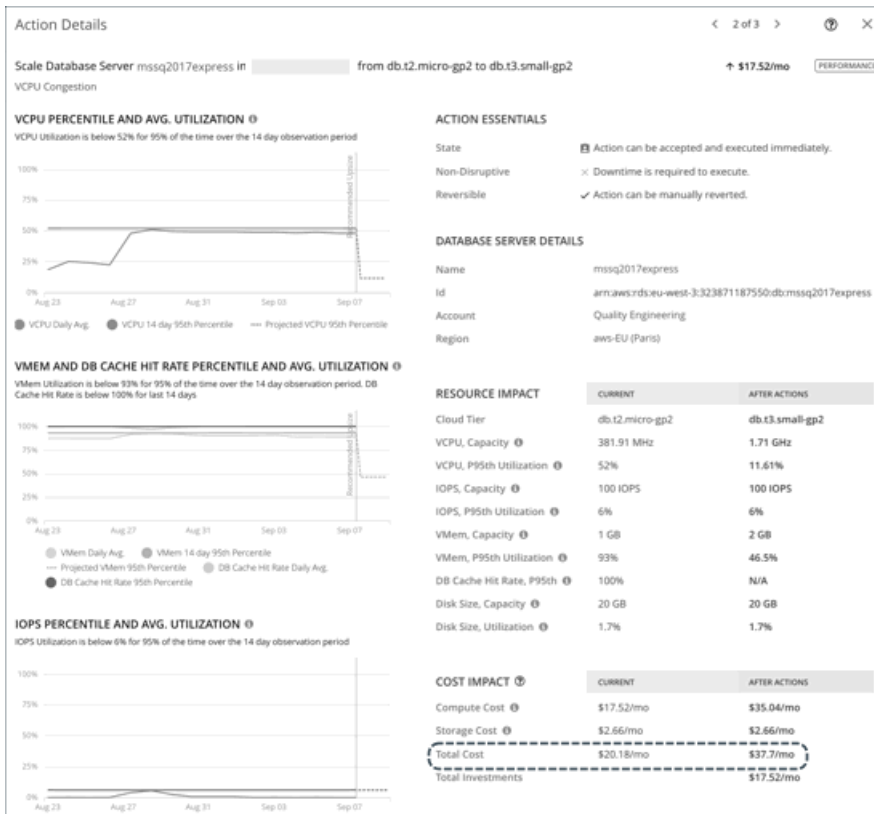 Action Details
2 of 3
Scale Database Server mssq2017express in from db.t2.micro-gp2 to db.t3.small-gp2
↑ $17.52/mo
PERFORMANCE
VCPU Congestion
VCPU PERCENTILE AND AVG. UTILIZATION
VCPU Utilization is below 52% for 95% of the time over the 14 day observation period
100%
75%
50%
25%
0%
Recommended Upsize
Aug 23 Aug 27 Aug 31 Sep 03 Sep 07
VCPU Daily Avg. VCPU 14 day 95th Percentile Projected VCPU 95th Percentile
VMEM AND DB CACHE HIT RATE PERCENTILE AND AVG. UTILIZATION
VMem Utilization is below 93% for 95% of the time over the 14 day observation period. DB
Cache Hit Rate is below 100% for last 14 days
100%
75%
50%
25%
0%
Recommended Upsize
Aug 23 Aug 27 Aug 31 Sep 03 Sep 07
VMem Daily Avg. VMem 14 day 95th Percentile
Projected VMem 95th Percentile DB Cache Hit Rate Daily Avg.
DB Cache Hit Rate 95th Percentile
IOPS PERCENTILE AND AVG. UTILIZATION
IOPS Utilization is below 6% for 95% of the time over the 14 day observation period
100%
75%
50%
25%
0%
Aug 23 Aug 27 Aug 31 Sep 03 Sep 07
ACTION ESSENTIALS
State Action can be accepted and executed immediately.
Non-Disruptive × Downtime is required to execute.
Reversible ✓ Action can be manually reverted.
DATABASE SERVER DETAILS
Name mssq2017express
Id arn:aws:rds:eu-west-3:323871187550:db:mssq2017express
Account Quality Engineering
Region aws-EU (Paris)
RESOURCE IMPACT CURRENT AFTER ACTIONS
Cloud Tier db.t2.micro-gp2 db.t3.small-gp2
VCPU, Capacity 381.91 MHz 1.71 GHz
VCPU, P95th Utilization 52% 11.61%
IOPS, Capacity 100 IOPS 100 IOPS
IOPS, P95th Utilization 6% 6%
VMem, Capacity 1 GB 2 GB
VMem, P95th Utilization 93% 46.5%
DB Cache Hit Rate, P95th 100% N/A
Disk Size, Capacity 20 GB 20 GB
Disk Size, Utilization 1.7% 1.7%
COST IMPACT CURRENT AFTER ACTIONS
Compute Cost $17.52/mo $35.04/mo
Storage Cost $2.66/mo $2.66/mo
Total Cost $20.18/mo $37.7/mo
Total Investments $17.52/mo